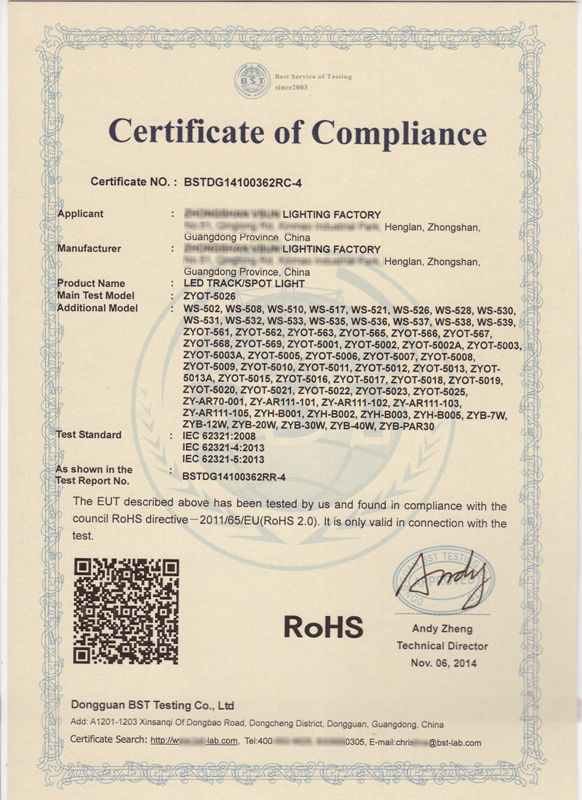 BST
Best Service of Testing
since2003
Certificate of Compliance
Certificate NO. : BSTDG14100362RC-4
Applicant : LIGHTING FACTORY
Henglan, Zhongshan,
Guangdong Province, China
Manufacturer : LIGHTING FACTORY
Henglan, Zhongshan,
Guangdong Province, China
Product Name : LED TRACK/SPOT LIGHT
Main Test Model : ZYOT-5026
Additional Model : WS-502, WS-508, WS-510, WS-517, WS-521, WS-526, WS-528, WS-530,
WS-531, WS-532, WS-533, WS-535, WS-536, WS-537, WS-538, WS-539,
ZYOT-561, ZYOT-562, ZYOT-563, ZYOT-565, ZYOT-566, ZYOT-567,
ZYOT-568, ZYOT-569, ZYOT-5001, ZYOT-5002, ZYOT-5002A, ZYOT-5003,
ZYOT-5003A, ZYOT-5005, ZYOT-5006, ZYOT-5007, ZYOT-5008,
ZYOT-5009, ZYOT-5010, ZYOT-5011, ZYOT-5012, ZYOT-5013, ZYOT-
5013A, ZYOT-5015, ZYOT-5016, ZYOT-5017, ZYOT-5018, ZYOT-5019,
ZYOT-5020, ZYOT-5021, ZYOT-5022, ZYOT-5023, ZYOT-5025,
ZY-AR70-001, ZY-AR111-101, ZY-AR111-102, ZY-AR111-103,
ZY-AR111-105, ZYH-B001, ZYH-B002, ZYH-B003, ZYH-B005, ZYB-7W,
ZYB-12W, ZYB-20W, ZYB-30W, ZYB-40W, ZYB-PAR30
Test Standard : IEC 62321:2008
IEC 62321-4:2013
IEC 62321-5:2013
As shown in the
Test Report No. : BSTDG14100362RR-4
The EUT described above has been tested by us and found in compliance with the
council RoHS directive－2011/65/EU(RoHS 2.0). It is only valid in connection with the
test.
BST TESTING
Andy
RoHS
Andy Zheng
Technical Director
Nov. 06, 2014
Dongguan BST Testing Co., Ltd
Add: A1201-1203 Xinsanqi Of Dongbao Road, Dongcheng District, Dongguan, Guangdong, China
Certificate Search: http://w -lab.com, Tel:400 0305, E-mail:chris @bst-lab.com